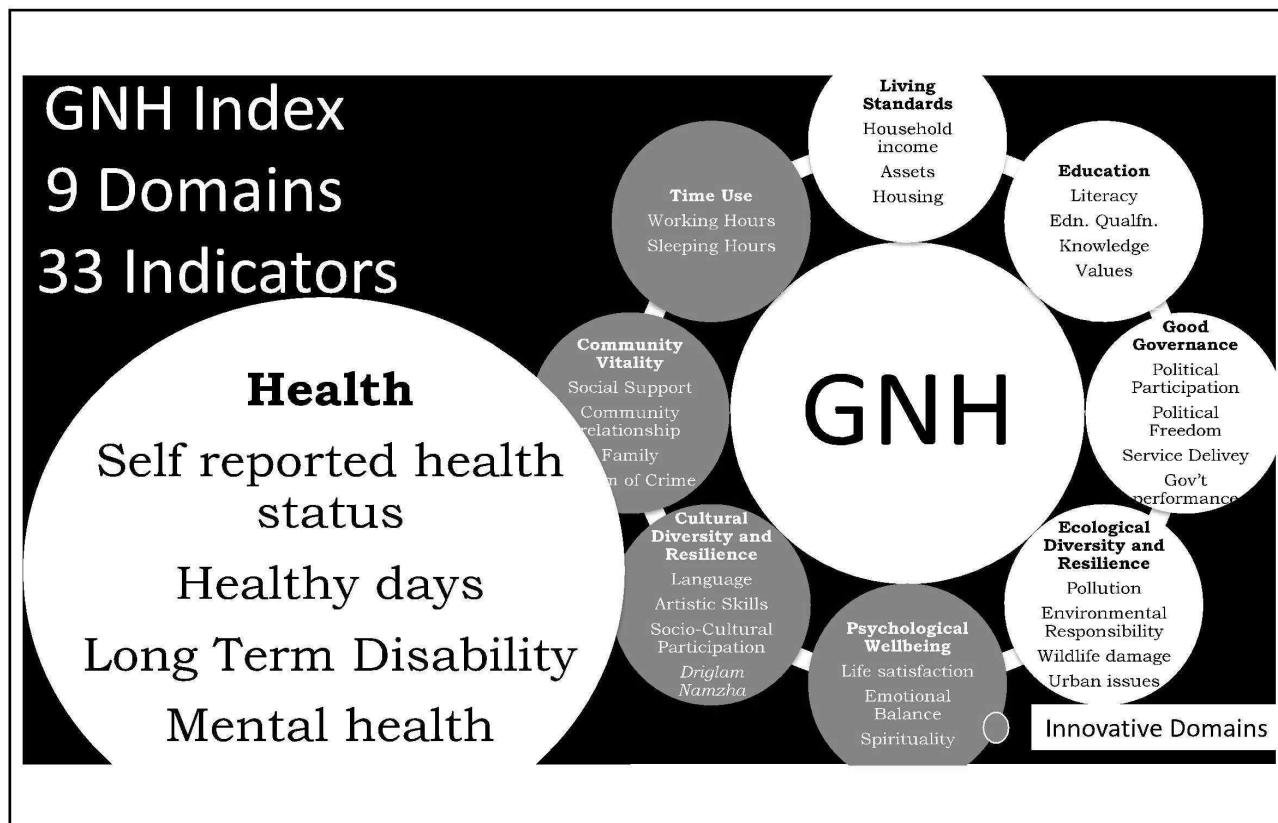 GNH Index
9 Domains
33 Indicators
Health
Self reported health
status
Healthy days
Long Term Disability
Mental health
GNH
Living
Standards
Household
income
Assets
Housing
Education
Literacy
Edn. Qualfn.
Knowledge
Values
Good
Governance
Political
Participation
Political
Freedom
Service Delivey
Gov't
performance
Ecological
Diversity and
Resilience
Pollution
Environmental
Responsibility
Wildlife damage
Urban issues
Psychological
Wellbeing
Life satisfaction
Emotional
Balance
Spirituality
Cultural
Diversity and
Resilience
Language
Artistic Skills
Socio-Cultural
Participation
Driglam
Namzha
Community
Vitality
Social Support
Community
relationship
Family
of Crime
Time Use
Working Hours
Sleeping Hours
Innovative Domains